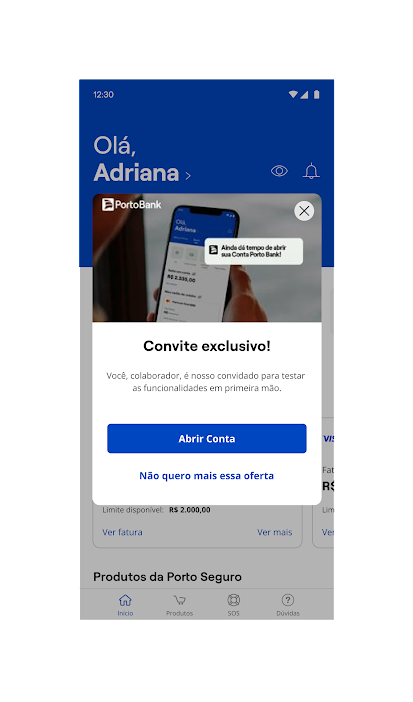 12:30
Olá,
Adriana
PortoBank
Olá,
Adriana
R$ 2.335,00
Ainda dá tempo de abrir
sua Conta Porto Bank!
Convite exclusivo!
Você, colaborador, é nosso convidado para testar
as funcionalidades em primeira mão.
Abrir Conta
Não quero mais essa oferta
VIS
Fat
R$
Limite disponível: R$ 2.000,00
Lim
Ver fatura
Ver mais
Ver
Produtos da Porto Seguro
Início
Produtos
SOS
Dúvidas